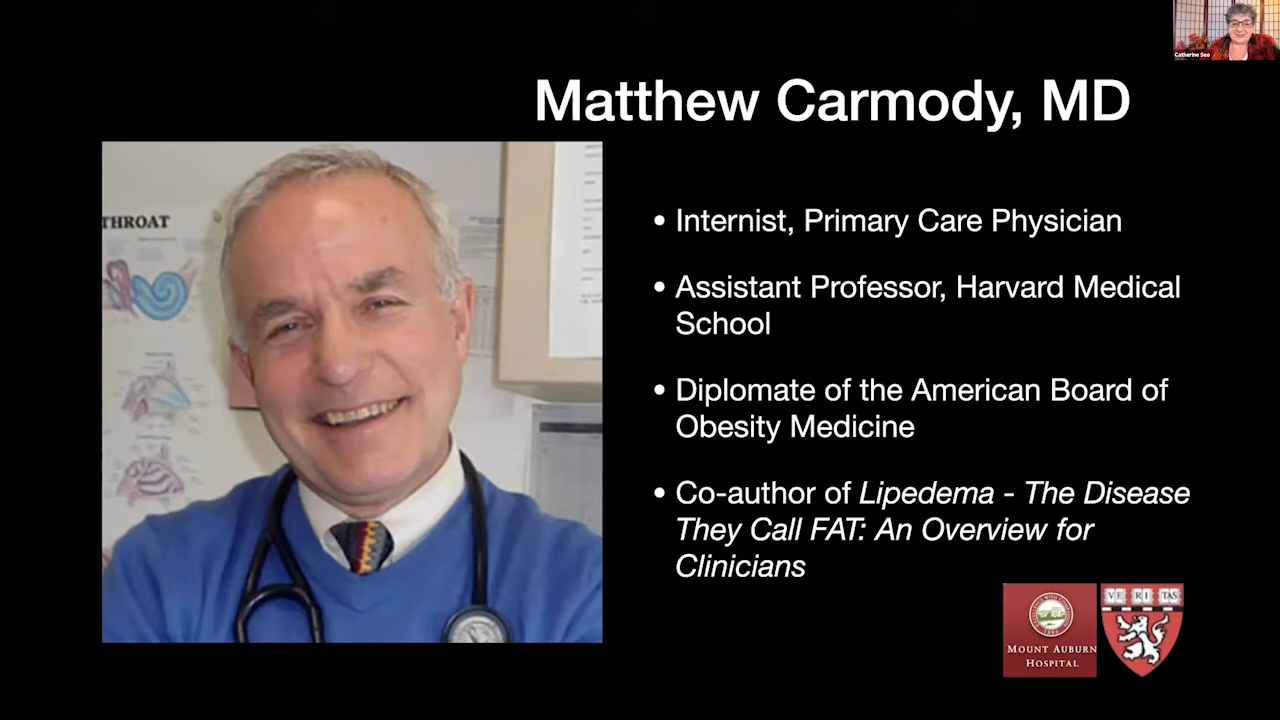 Catherine Seo
Matthew Carmody, MD
THROAT
• Internist, Primary Care Physician
• Assistant Professor, Harvard Medical
School
• Diplomate of the American Board of
Obesity Medicine
• Co-author of Lipedema - The Disease
They Call FAT: An Overview for
Clinicians
VE RI TAS
MOUNT AUBURN
HOSPITAL